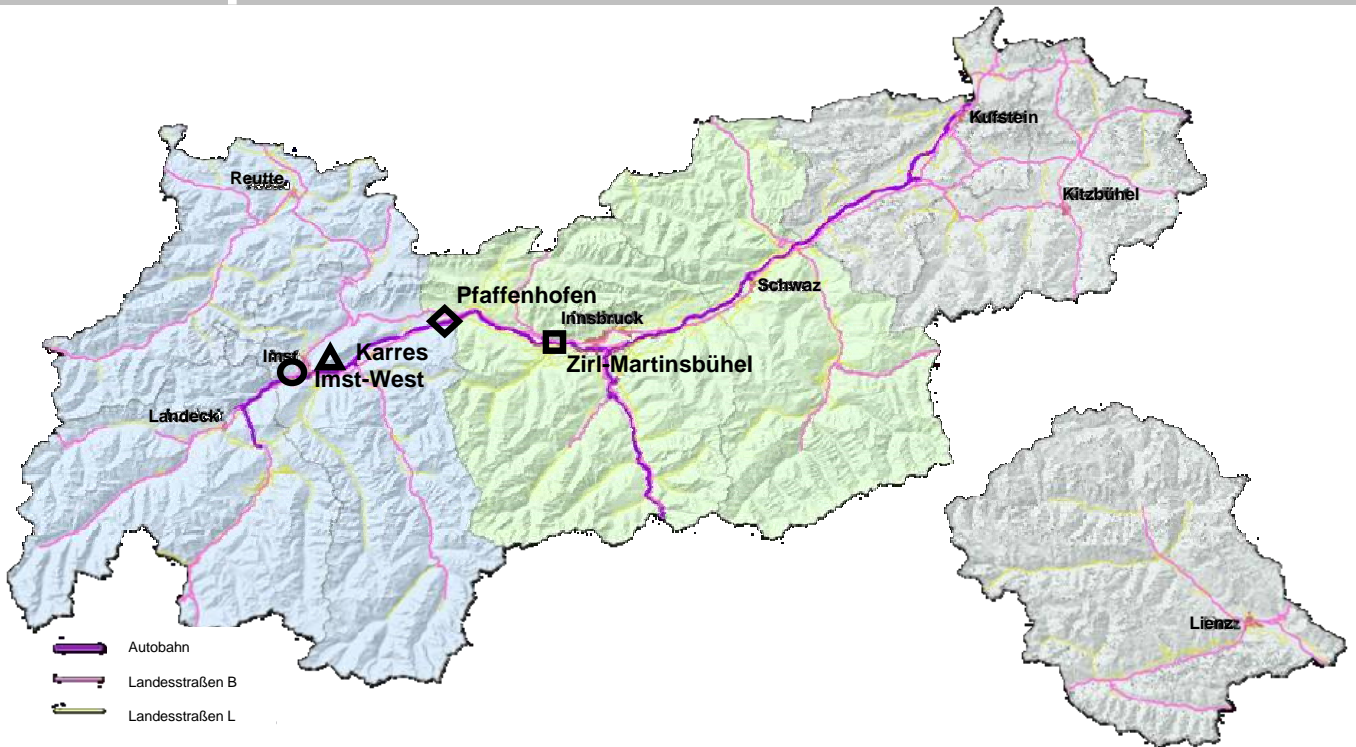 Kufstein
Reutte
Kitzbühel
Schwaz
Pfaffenhofen
Innsbruck
Imst
Karres
Zirl-Martinsbühel
Imst-West
Landeck
Lienz
Autobahn
Landesstraßen B
Landesstraßen L